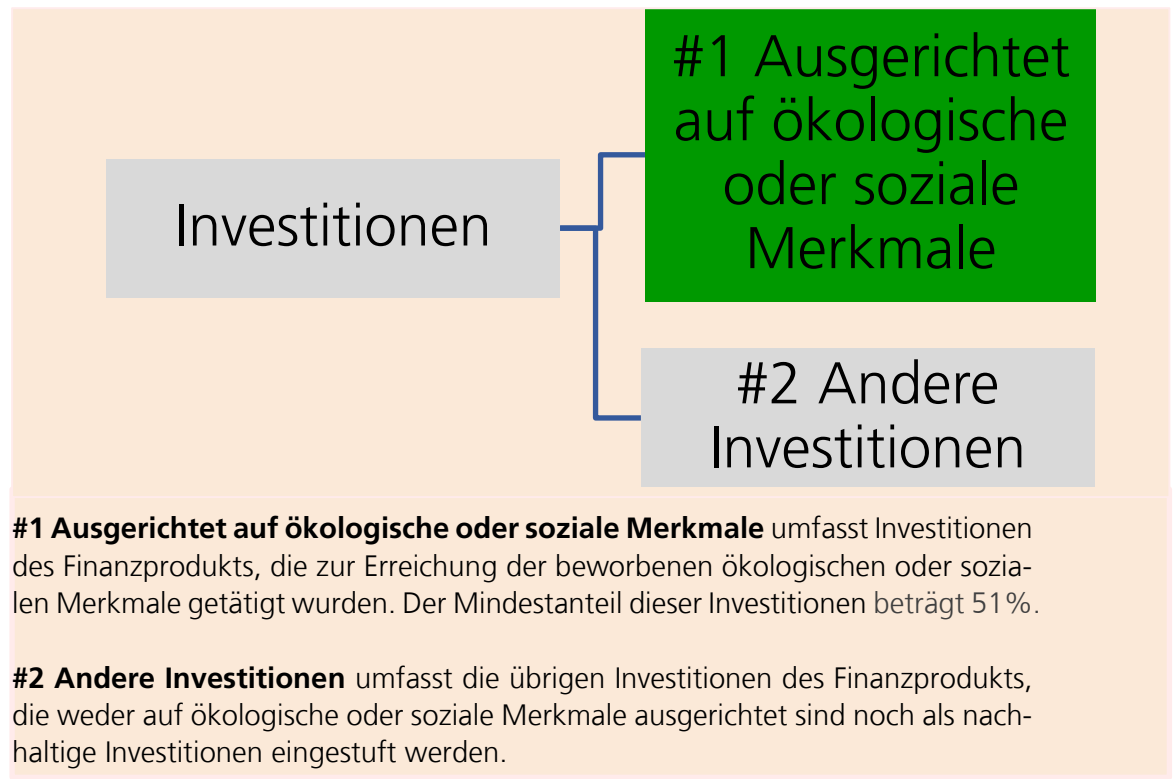 #1 Ausgerichtet
auf ökologische
oder soziale
Merkmale
Investitionen
#2 Andere
Investitionen
#1 Ausgerichtet auf ökologische oder soziale Merkmale umfasst Investitionen
des Finanzprodukts, die zur Erreichung der beworbenen ökologischen oder sozia-
len Merkmale getätigt wurden. Der Mindestanteil dieser Investitionen beträgt 51%.
#2 Andere Investitionen umfasst die übrigen Investitionen des Finanzprodukts,
die weder auf ökologische oder soziale Merkmale ausgerichtet sind noch als nach-
haltige Investitionen eingestuft werden.